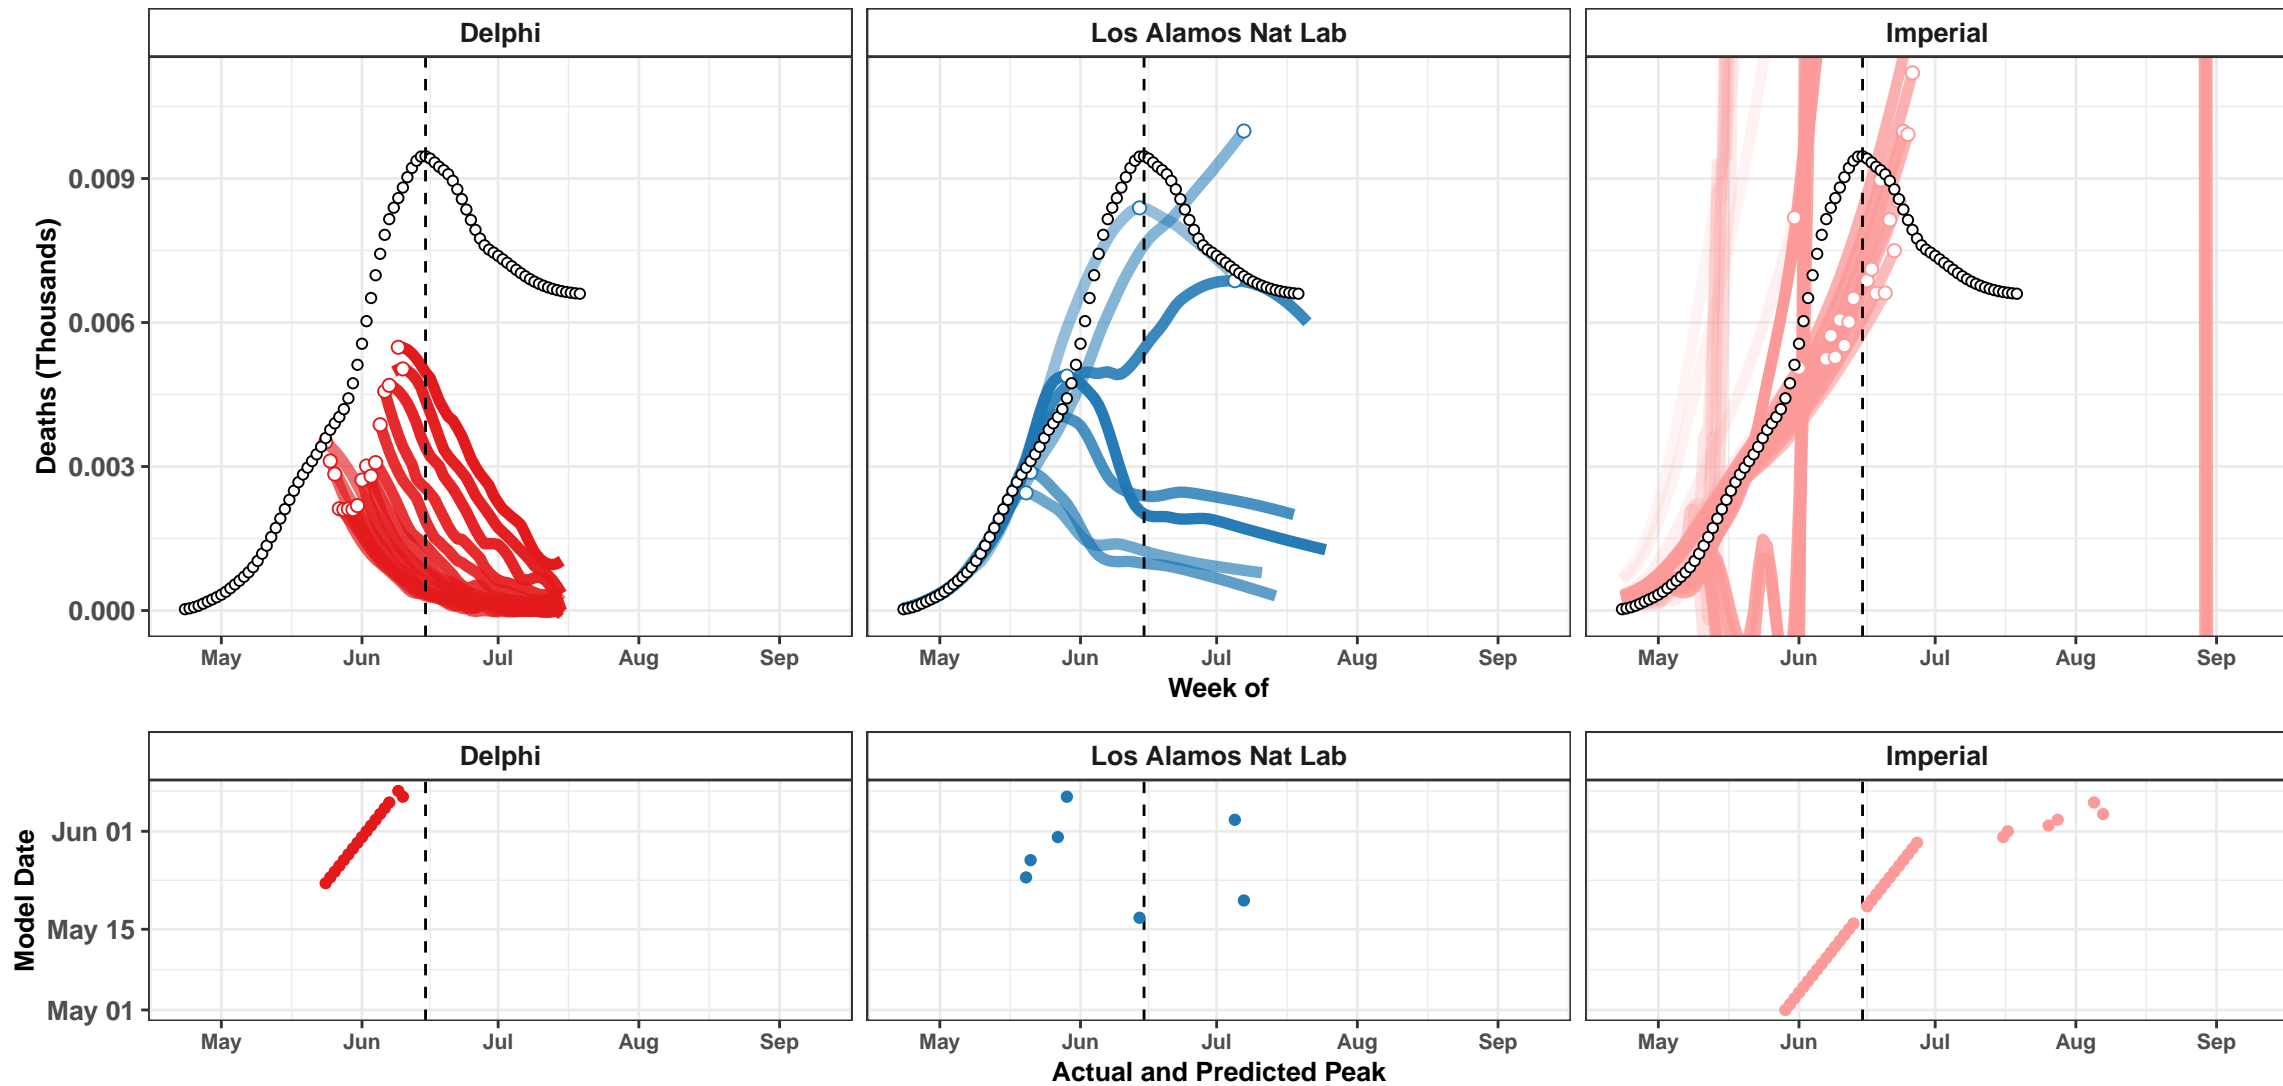 Delphi Los Alamos Nat Lab Imperial
Deaths (Thousands)
0.009
0.006
0.003
0.000
May Jun Jul Aug Sep May Jun Jul Aug Sep May Jun Jul Aug Sep
Week of
Delphi Los Alamos Nat Lab Imperial
Model Date
Jun 01
May 15
May 01
May Jun Jul Aug Sep May Jun Jul Aug Sep May Jun Jul Aug Sep
Actual and Predicted Peak